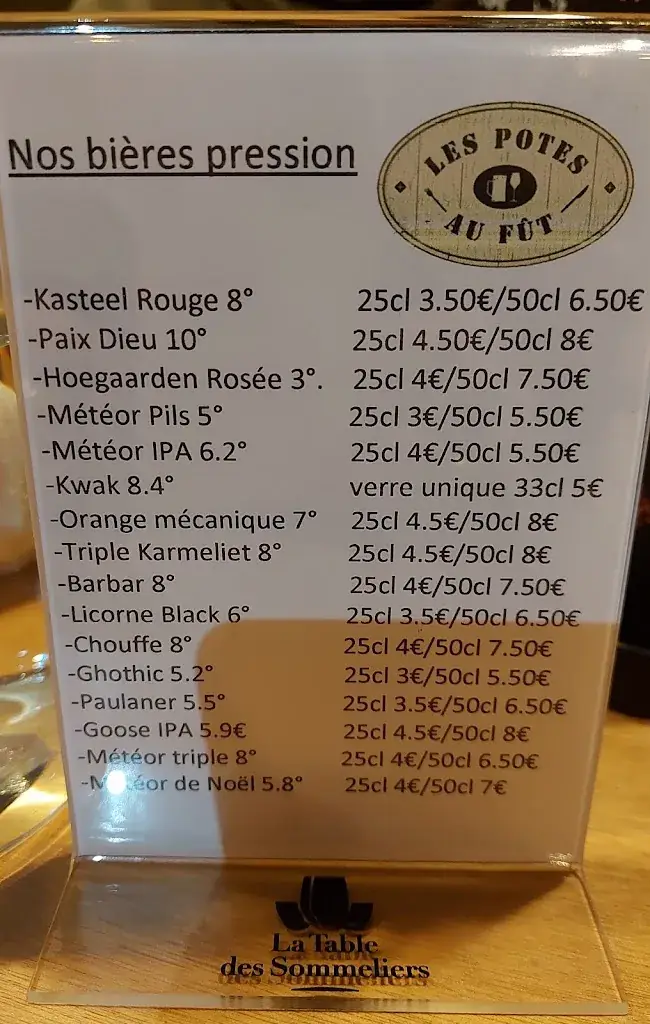 Nos bières pression
LES POTES
AU FÛT
-Kasteel Rouge 8° 25cl 3.50€/50cl 6.50€
-Paix Dieu 10° 25cl 4.50€/50cl 8€
-Hoegaarden Rosée 3°. 25cl 4€/50cl 7.50€
-Météor Pils 5° 25cl 3€/50cl 5.50€
-Météor IPA 6.2° 25cl 4€/50cl 5.50€
-Kwak 8.4° verre unique 33cl 5€
-Orange mécanique 7° 25cl 4.5€/50cl 8€
-Triple Karmeliet 8° 25cl 4.5€/50cl 8€
-Barbar 8° 25cl 4€/50cl 7.50€
-Licorne Black 6° 25cl 3.5€/50cl 6.50€
-Chouffe 8° 25cl 4€/50cl 7.50€
-Ghothic 5.2° 25cl 3€/50cl 5.50€
-Paulaner 5.5° 25cl 3.5€/50cl 6.50€
-Goose IPA 5.9€ 25cl 4.5€/50cl 8€
-Météor triple 8° 25cl 4€/50cl 6.50€
-Météor de Noël 5.8° 25cl 4€/50cl 7€
La Table
des Sommeliers